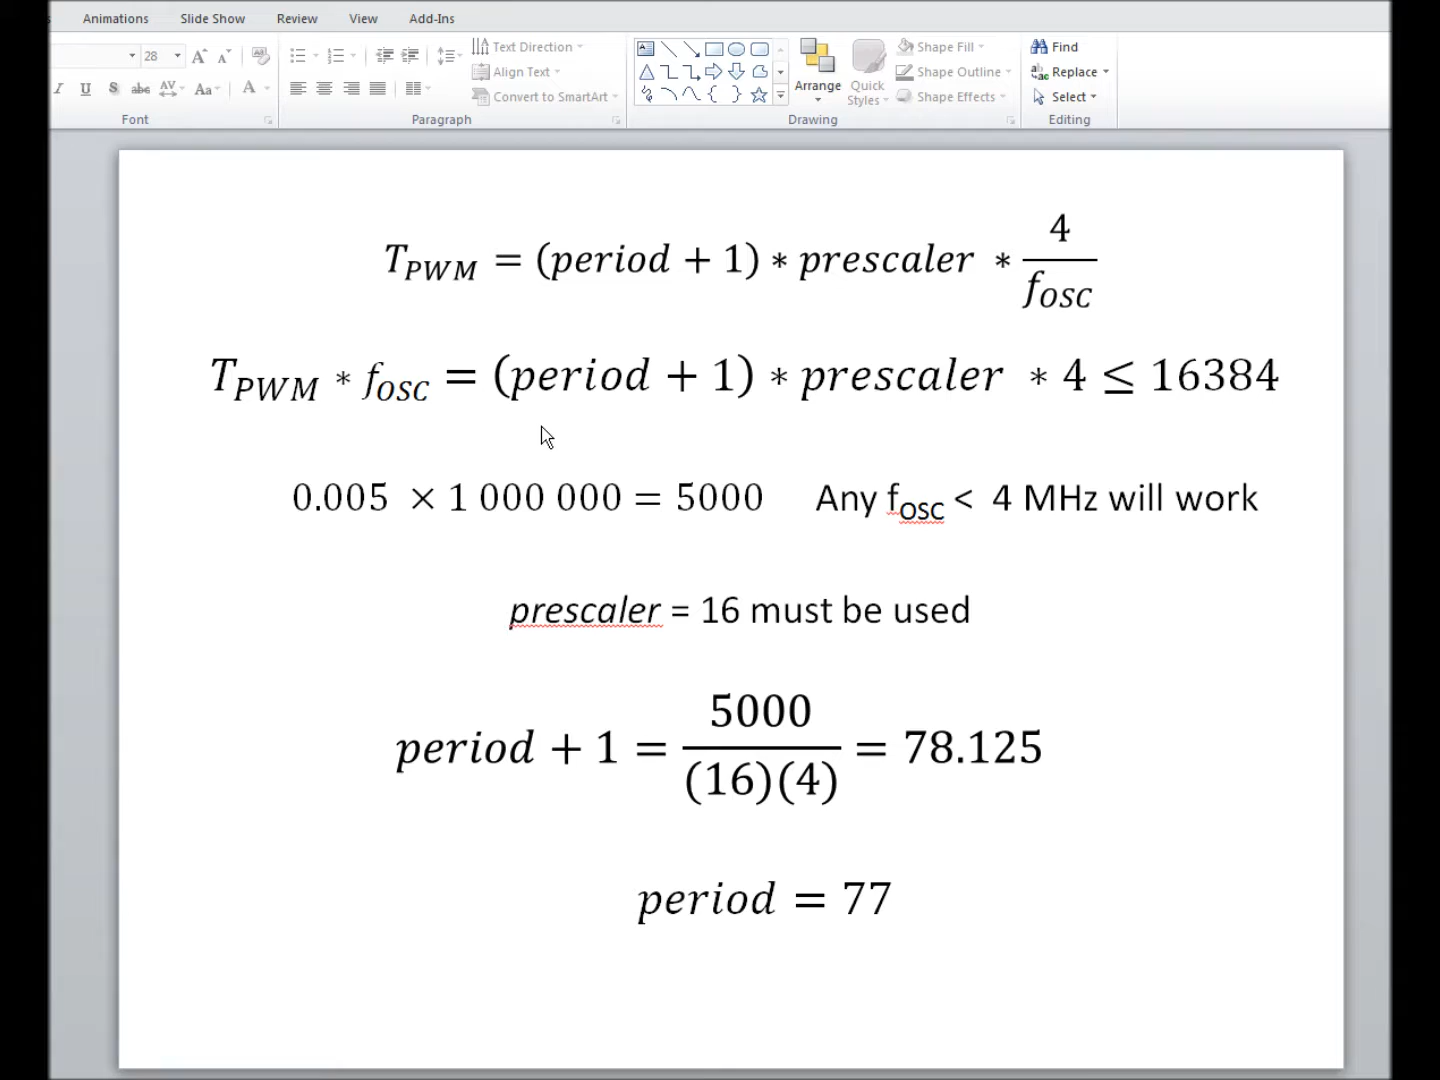 Animations Slide Show Review View Add-Ins
28 Text Direction Shape Fill Find
Align Text Shape Outline Replace
I U S abc AV Aa A Convert to SmartArt Arrange Quick Styles Shape Effects Select
Font Paragraph Drawing Editing
T_PWM = (period + 1) ∗ prescaler ∗ 4/f_OSC
T_PWM ∗ f_OSC = (period + 1) ∗ prescaler ∗ 4 ≤ 16384
0.005 × 1 000 000 = 5000 Any f_OSC < 4 MHz will work
prescaler = 16 must be used
period + 1 = 5000/(16)(4) = 78.125
period = 77